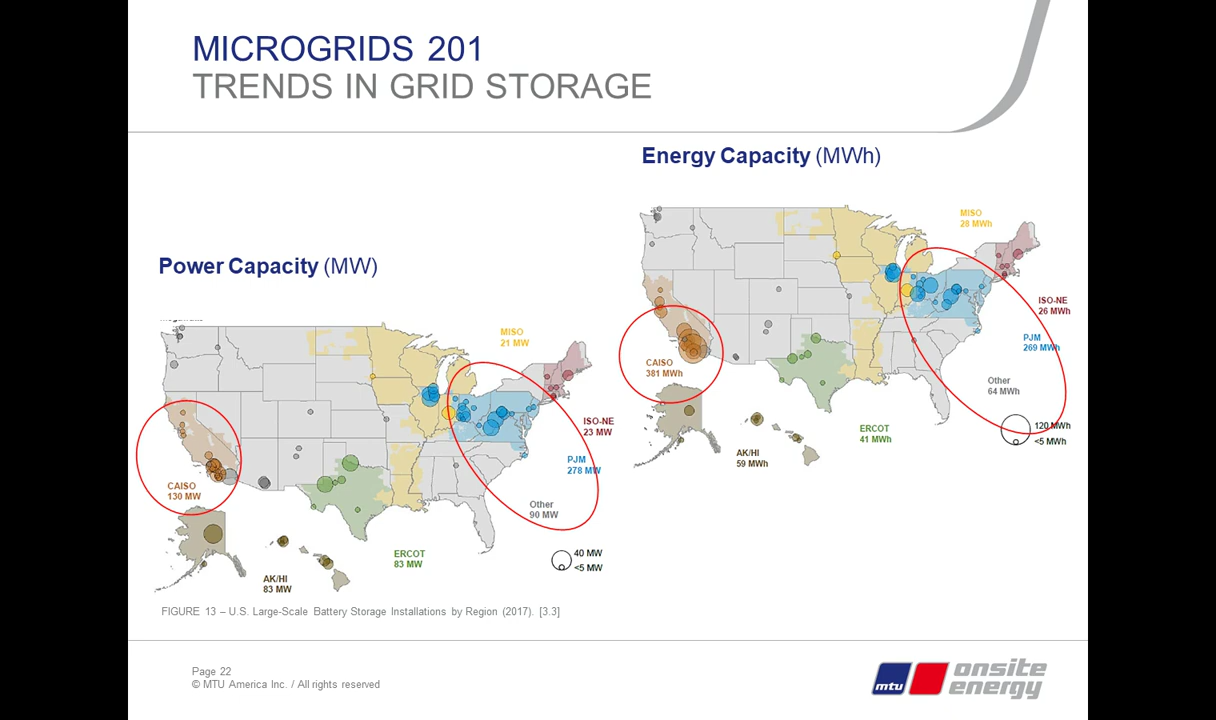 MICROGRIDS 201
TRENDS IN GRID STORAGE
Energy Capacity (MWh)
MISO
28 MWh
ISO-NE
26 MWh
PJM
269 MWh
Other
64 MWh
CAISO
381 MWh
120 MWh
<5 MWh
ERCOT
41 MWh
AK/HI
59 MWh
Power Capacity (MW)
MISO
21 MW
ISO-NE
23 MW
PJM
278 MW
CAISO
130 MW
Other
90 MW
ERCOT
83 MW
40 MW
<5 MW
AK/HI
83 MW
FIGURE 13 – U.S. Large-Scale Battery Storage Installations by Region (2017). [3.3]
Page 22
© MTU America Inc. / All rights reserved
mtu
onsite
energy